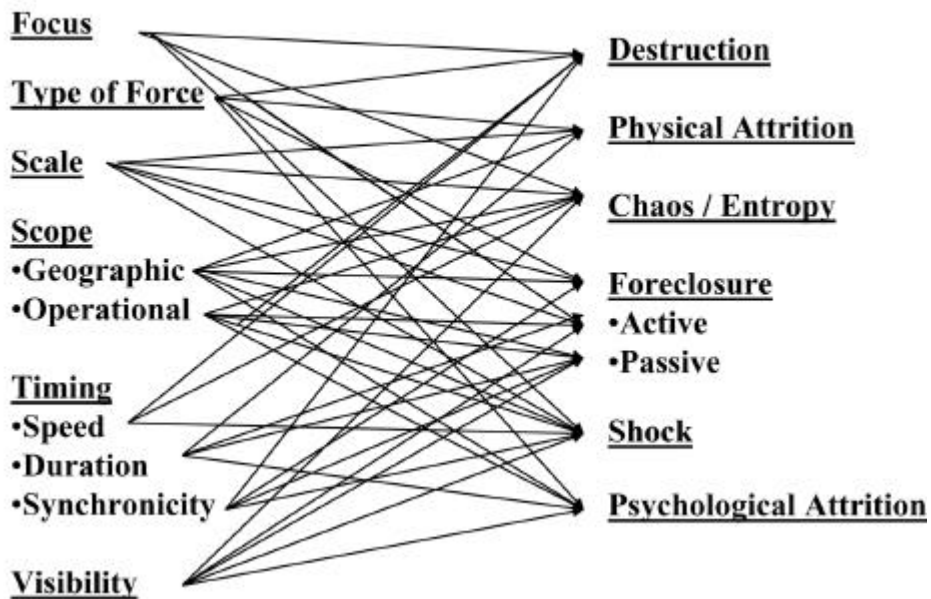 Focus
Type of Force
Scale
Scope
•Geographic
•Operational
Timing
•Speed
•Duration
•Synchronicity
Visibility
Destruction
Physical Attrition
Chaos / Entropy
Foreclosure
•Active
•Passive
Shock
Psychological Attrition